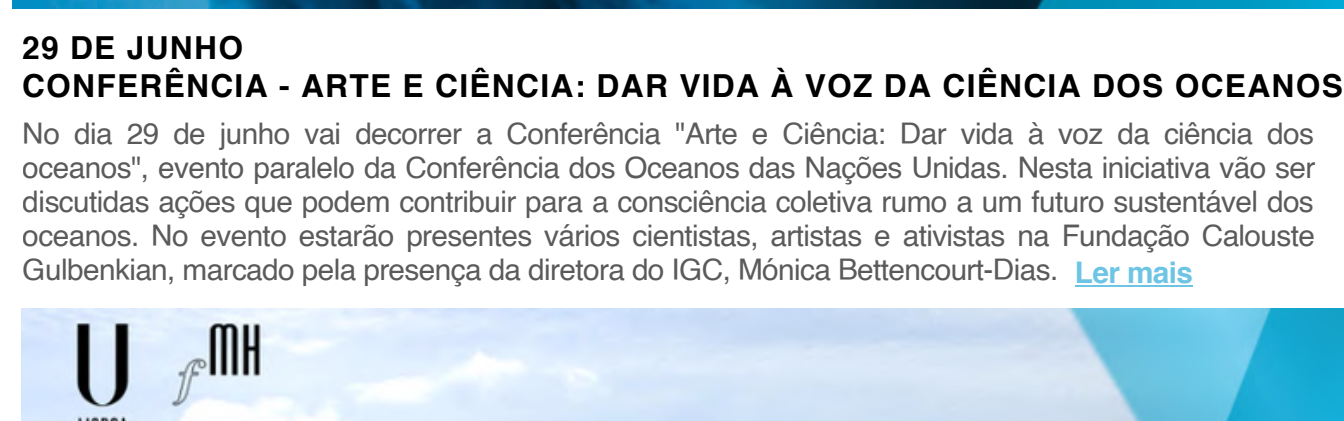 29 DE JUNHO
CONFERÊNCIA - ARTE E CIÊNCIA: DAR VIDA À VOZ DA CIÊNCIA DOS OCEANOS
No dia 29 de junho vai decorrer a Conferência "Arte e Ciência: Dar vida à voz da ciência dos
oceanos", evento paralelo da Conferência dos Oceanos das Nações Unidas. Nesta iniciativa vão ser
discutidas ações que podem contribuir para a consciência coletiva rumo a um futuro sustentável dos
oceanos. No evento estarão presentes vários cientistas, artistas e ativistas na Fundação Calouste
Gulbenkian, marcado pela presença da diretora do IGC, Mónica Bettencourt-Dias. Ler mais
U fMH